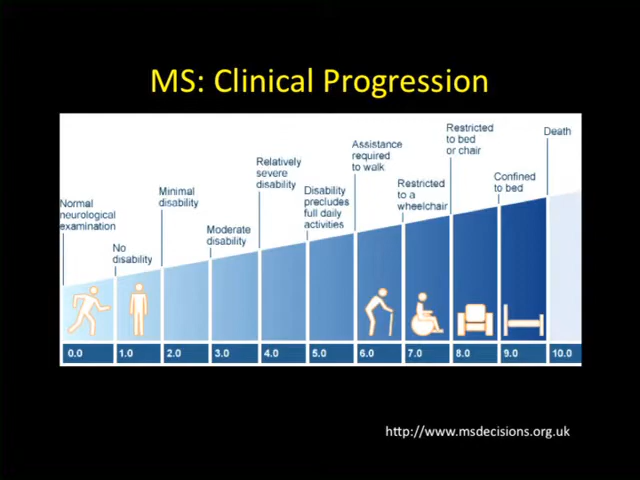 MS: Clinical Progression
Normal
neurological
examination
No
disability
Minimal
disability
Moderate
disability
Relatively
severe
disability
Disability
precludes
full daily
activities
Assistance
required
to walk
Restricted
to a
wheelchair
Restricted
to bed
or chair
Confined
to bed
Death
0.0 1.0 2.0 3.0 4.0 5.0 6.0 7.0 8.0 9.0 10.0
http://www.msdecisions.org.uk